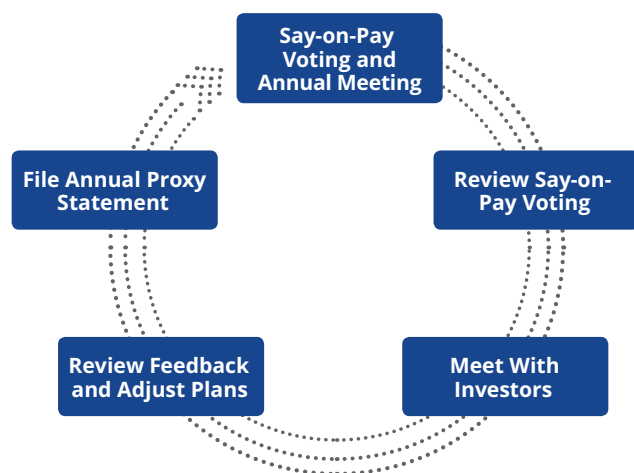 Say-on-Pay
Voting and
Annual Meeting
Review Say-on-
Pay Voting
Meet With
Investors
Review Feedback
and Adjust Plans
File Annual Proxy
Statement